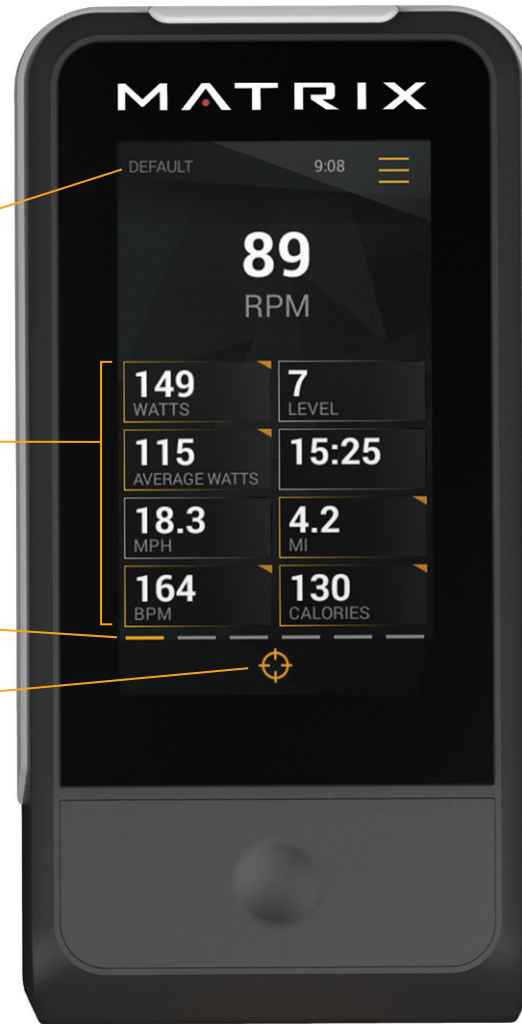 MATRIX
DEFAULT 9:08
89
RPM
149 7
WATTS LEVEL
115 15:25
AVERAGE WATTS
18.3 4.2
MPH MI
164 130
BPM CALORIES